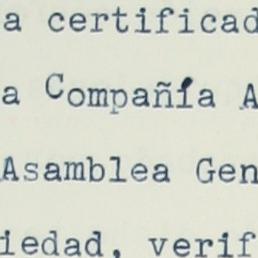 a certificad
a Compañía A
Asamblea Gen
iedad, verif